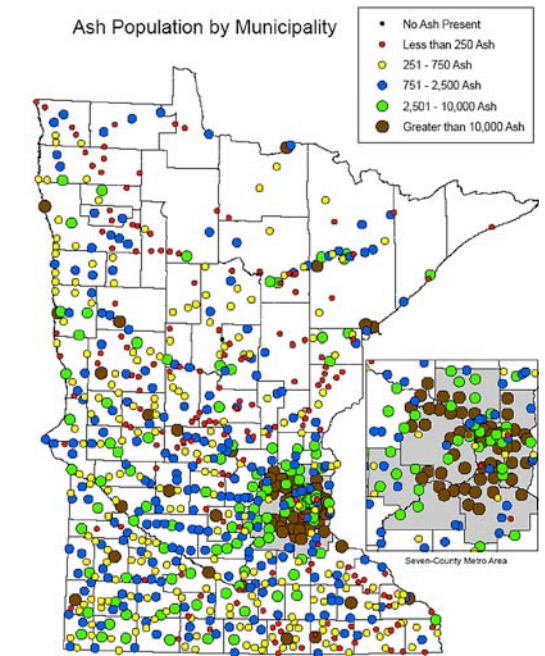 Ash Population by Municipality
No Ash Present
Less than 250 Ash
251 - 750 Ash
751 - 2,500 Ash
2,501 - 10,000 Ash
Greater than 10,000 Ash
Seven-County Metro Area